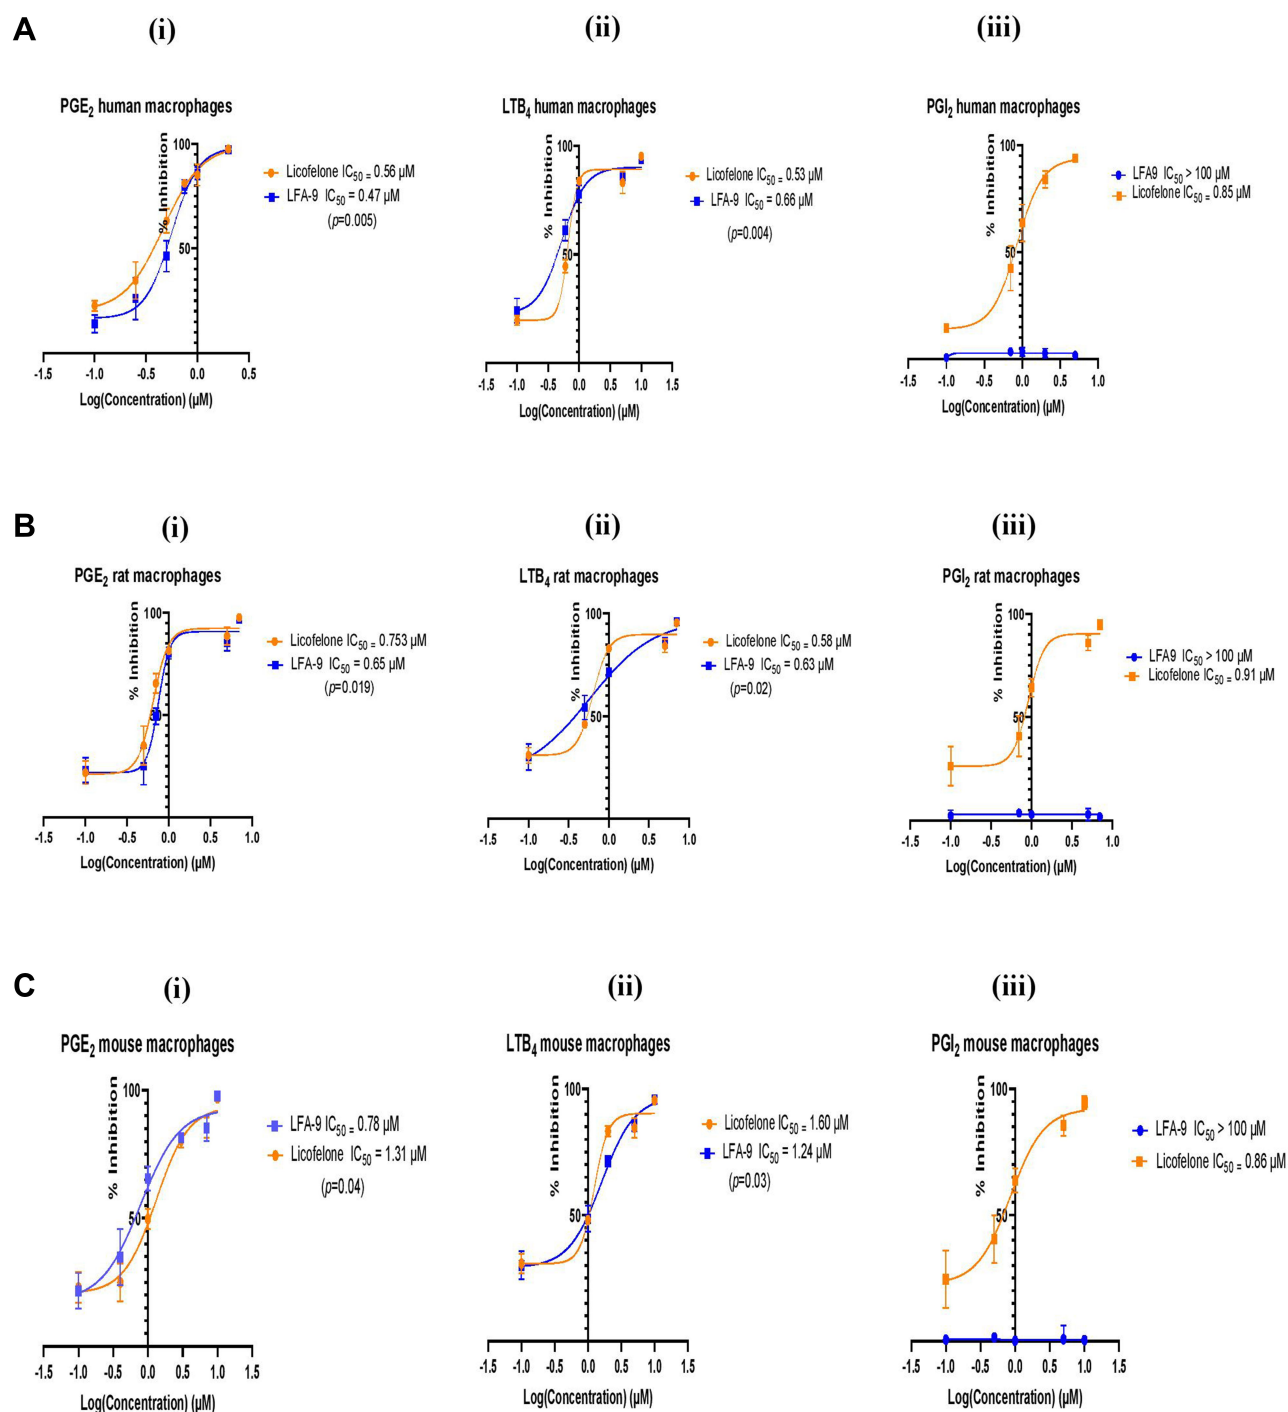 A
(i)
(ii)
(iii)
PGE2 human macrophages
% Inhibition
100
50
-1.5 -1.0 -0.5 0.0 0.5
Log(Concentration) (µM)
Licofelone IC50 = 0.56 µM
LFA-9 IC50 = 0.47 µM
(p=0.005)
LTB4 human macrophages
% Inhibition
100
50
-1.5 -1.0 -0.5 0.0 0.5 1.0 1.5
Log(Concentration) (µM)
Licofelone IC50 = 0.53 µM
LFA-9 IC50 = 0.66 µM
(p=0.004)
PGI2 human macrophages
% Inhibition
100
50
-1.5 -1.0 -0.5 0.0 0.5 1.0
Log(Concentration) (µM)
LFA9 IC50 > 100 µM
Licofelone IC50 = 0.85 µM
B
(i)
(ii)
(iii)
PGE2 rat macrophages
% Inhibition
100
-1.5 -1.0 -0.5 0.0 0.5 1.0
Log(Concentration) (µM)
Licofelone IC50 = 0.753 µM
LFA-9 IC50 = 0.65 µM
(p=0.019)
LTB4 rat macrophages
% Inhibition
100
50
-1.5 -1.0 -0.5 0.0 0.5 1.0
Log(Concentration) (µM)
Licofelone IC50 = 0.58 µM
LFA-9 IC50 = 0.63 µM
(p=0.02)
PGI2 rat macrophages
% Inhibition
100
50
-1.5 -1.0 -0.5 0.0 0.5 1.0
Log(Concentration) (µM)
LFA9 IC50 > 100 µM
Licofelone IC50 = 0.91 µM
C
(i)
(ii)
(iii)
PGE2 mouse macrophages
% Inhibition
100
50
-1.5 -1.0 -0.5 0.0 0.5 1.0 1.5
Log(Concentration) (µM)
LFA-9 IC50 = 0.78 µM
Licofelone IC50 = 1.31 µM
(p=0.04)
LTB4 mouse macrophages
% Inhibition
100
50
-1.5 -1.0 -0.5 0.0 0.5 1.0 1.5
Log(Concentration) (µM)
Licofelone IC50 = 1.60 µM
LFA-9 IC50 = 1.24 µM
(p=0.03)
PGI2 mouse macrophages
% Inhibition
100
50
-1.5 -1.0 -0.5 0.0 0.5 1.0 1.5
Log(Concentration) (µM)
LFA-9 IC50 > 100 µM
Licofelone IC50 = 0.86 µM